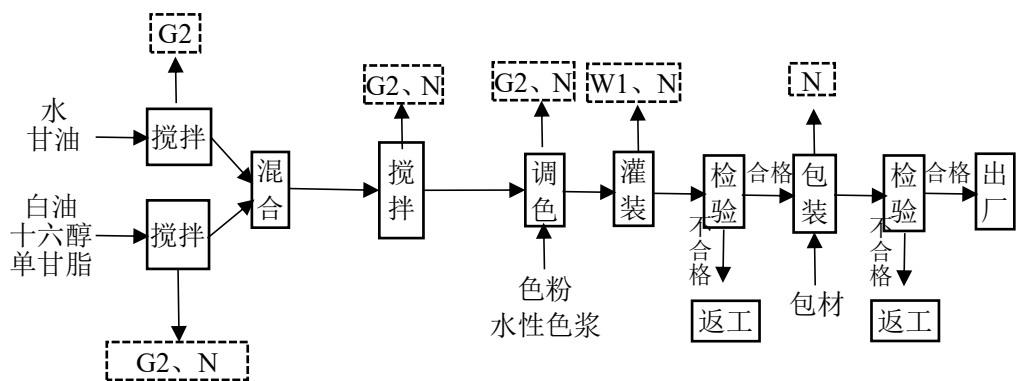 G2
G2、N
G2、N
W1、N
N
水
甘油
搅拌
混合
搅拌
调色
灌装
检验
合格
包装
检验
合格
出厂
白油
十六醇
单甘脂
搅拌
不合格
不合格
色粉
水性色浆
包材
返工
返工
G2、N